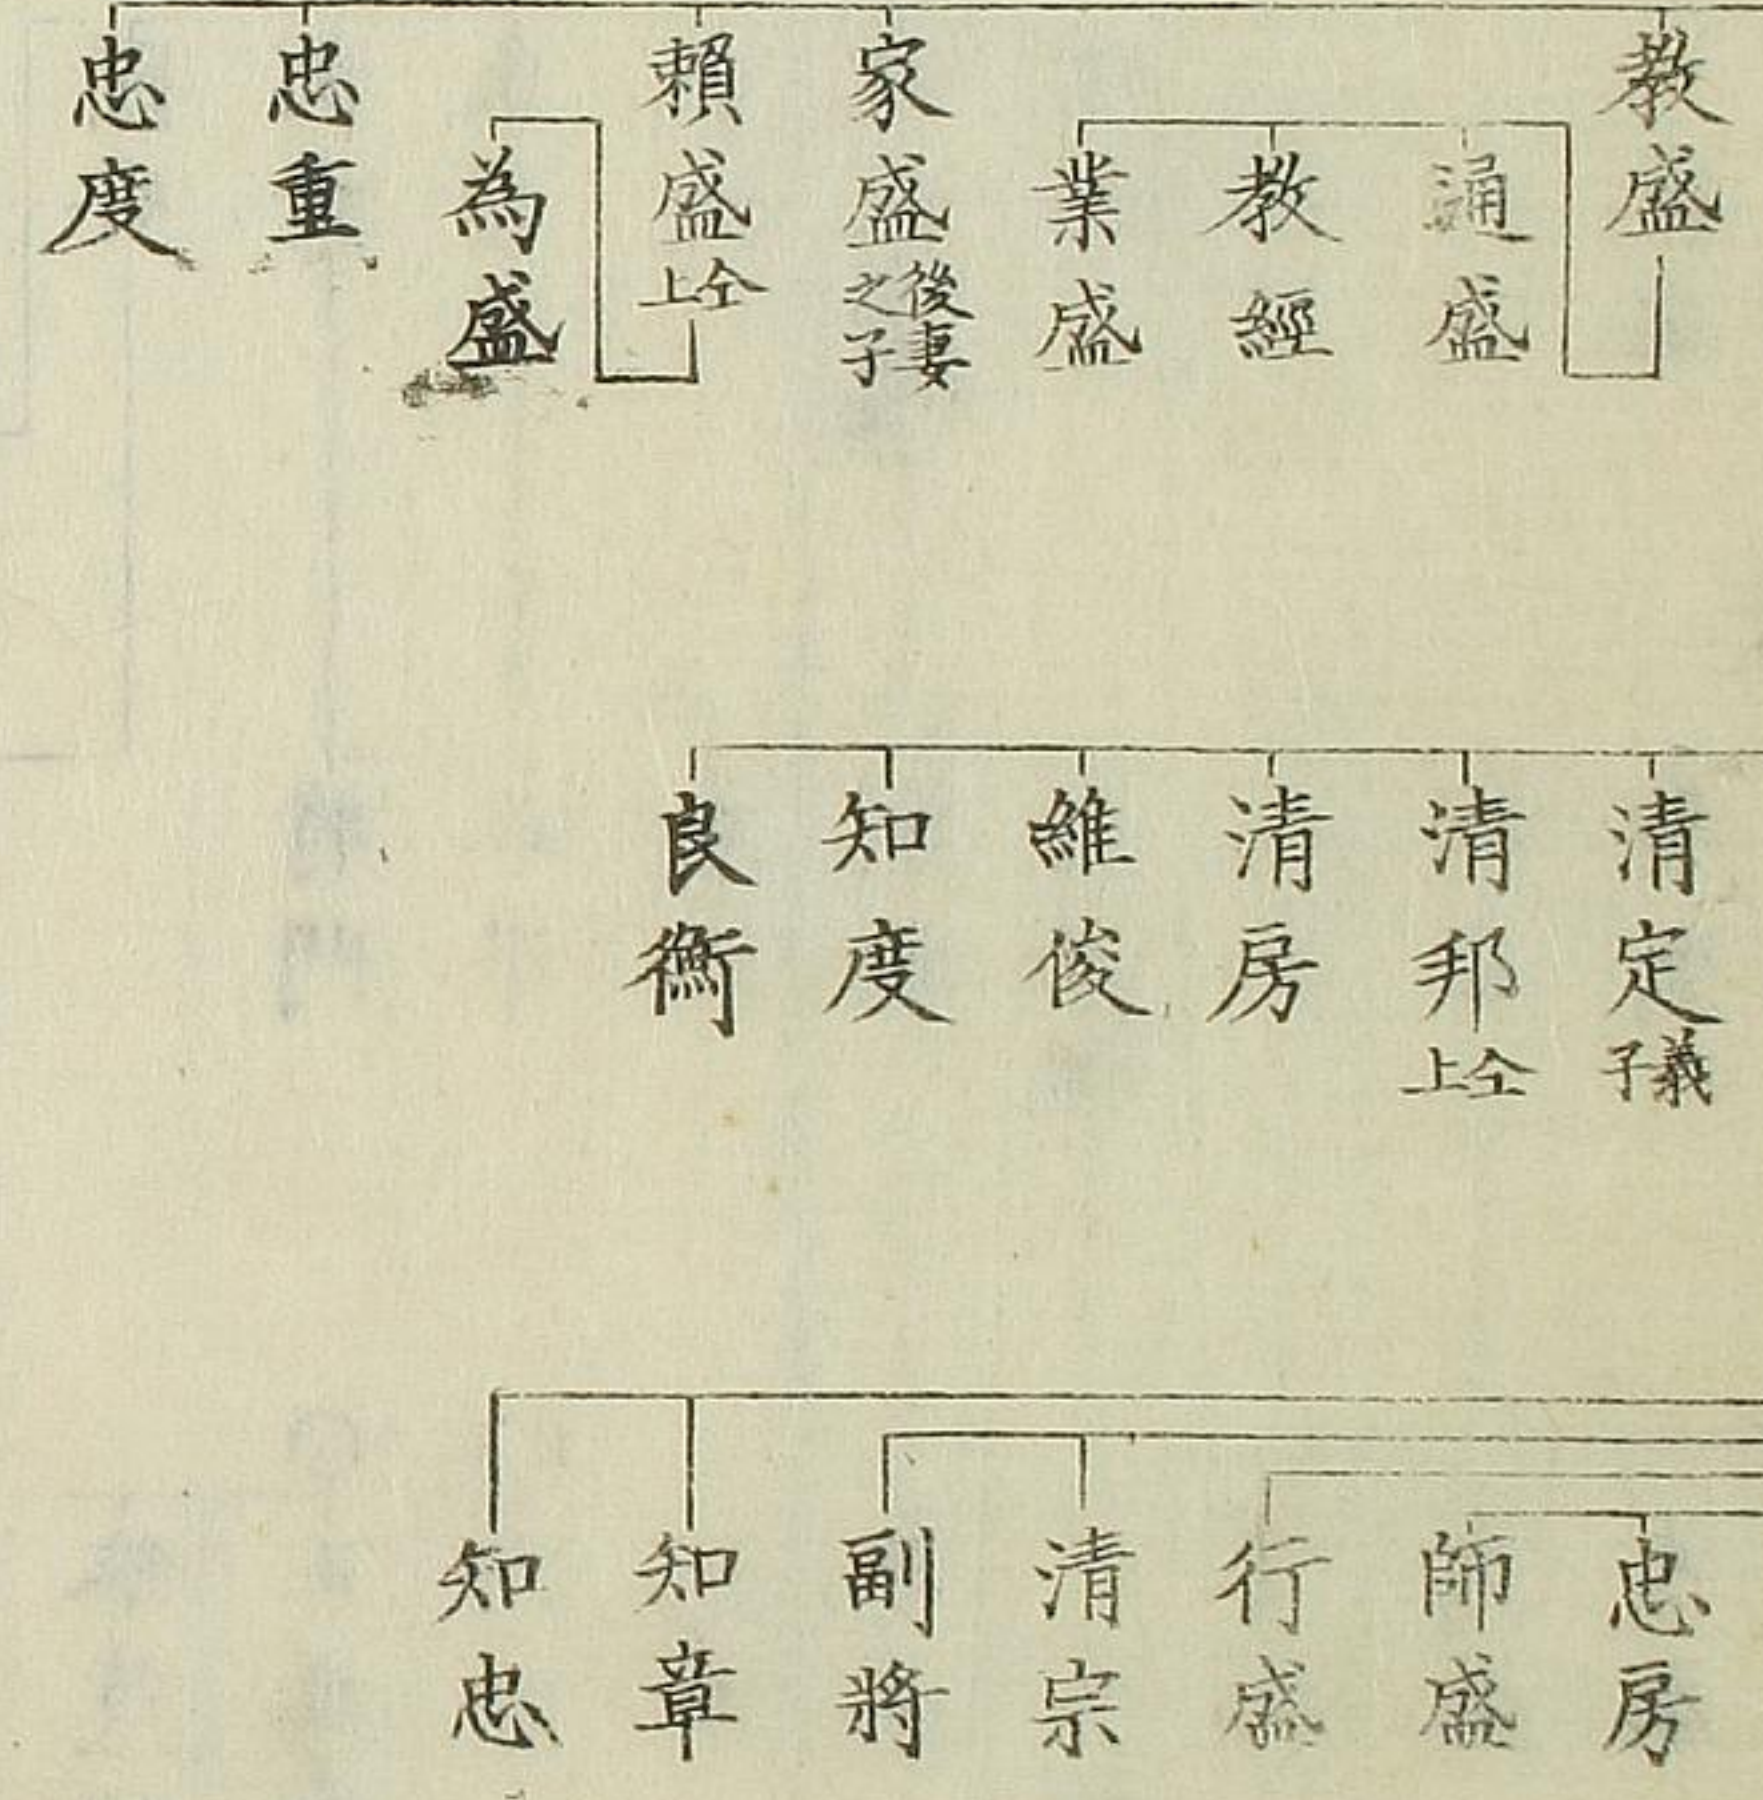 教盛
通盛
教經
業盛
家盛 後妻之子
賴盛 仝上
為盛
忠重
忠度
清定 義子
清邦 仝上
清房
維俊
知度
良衡
忠房
師盛
行盛
清宗
副將
知章
知忠